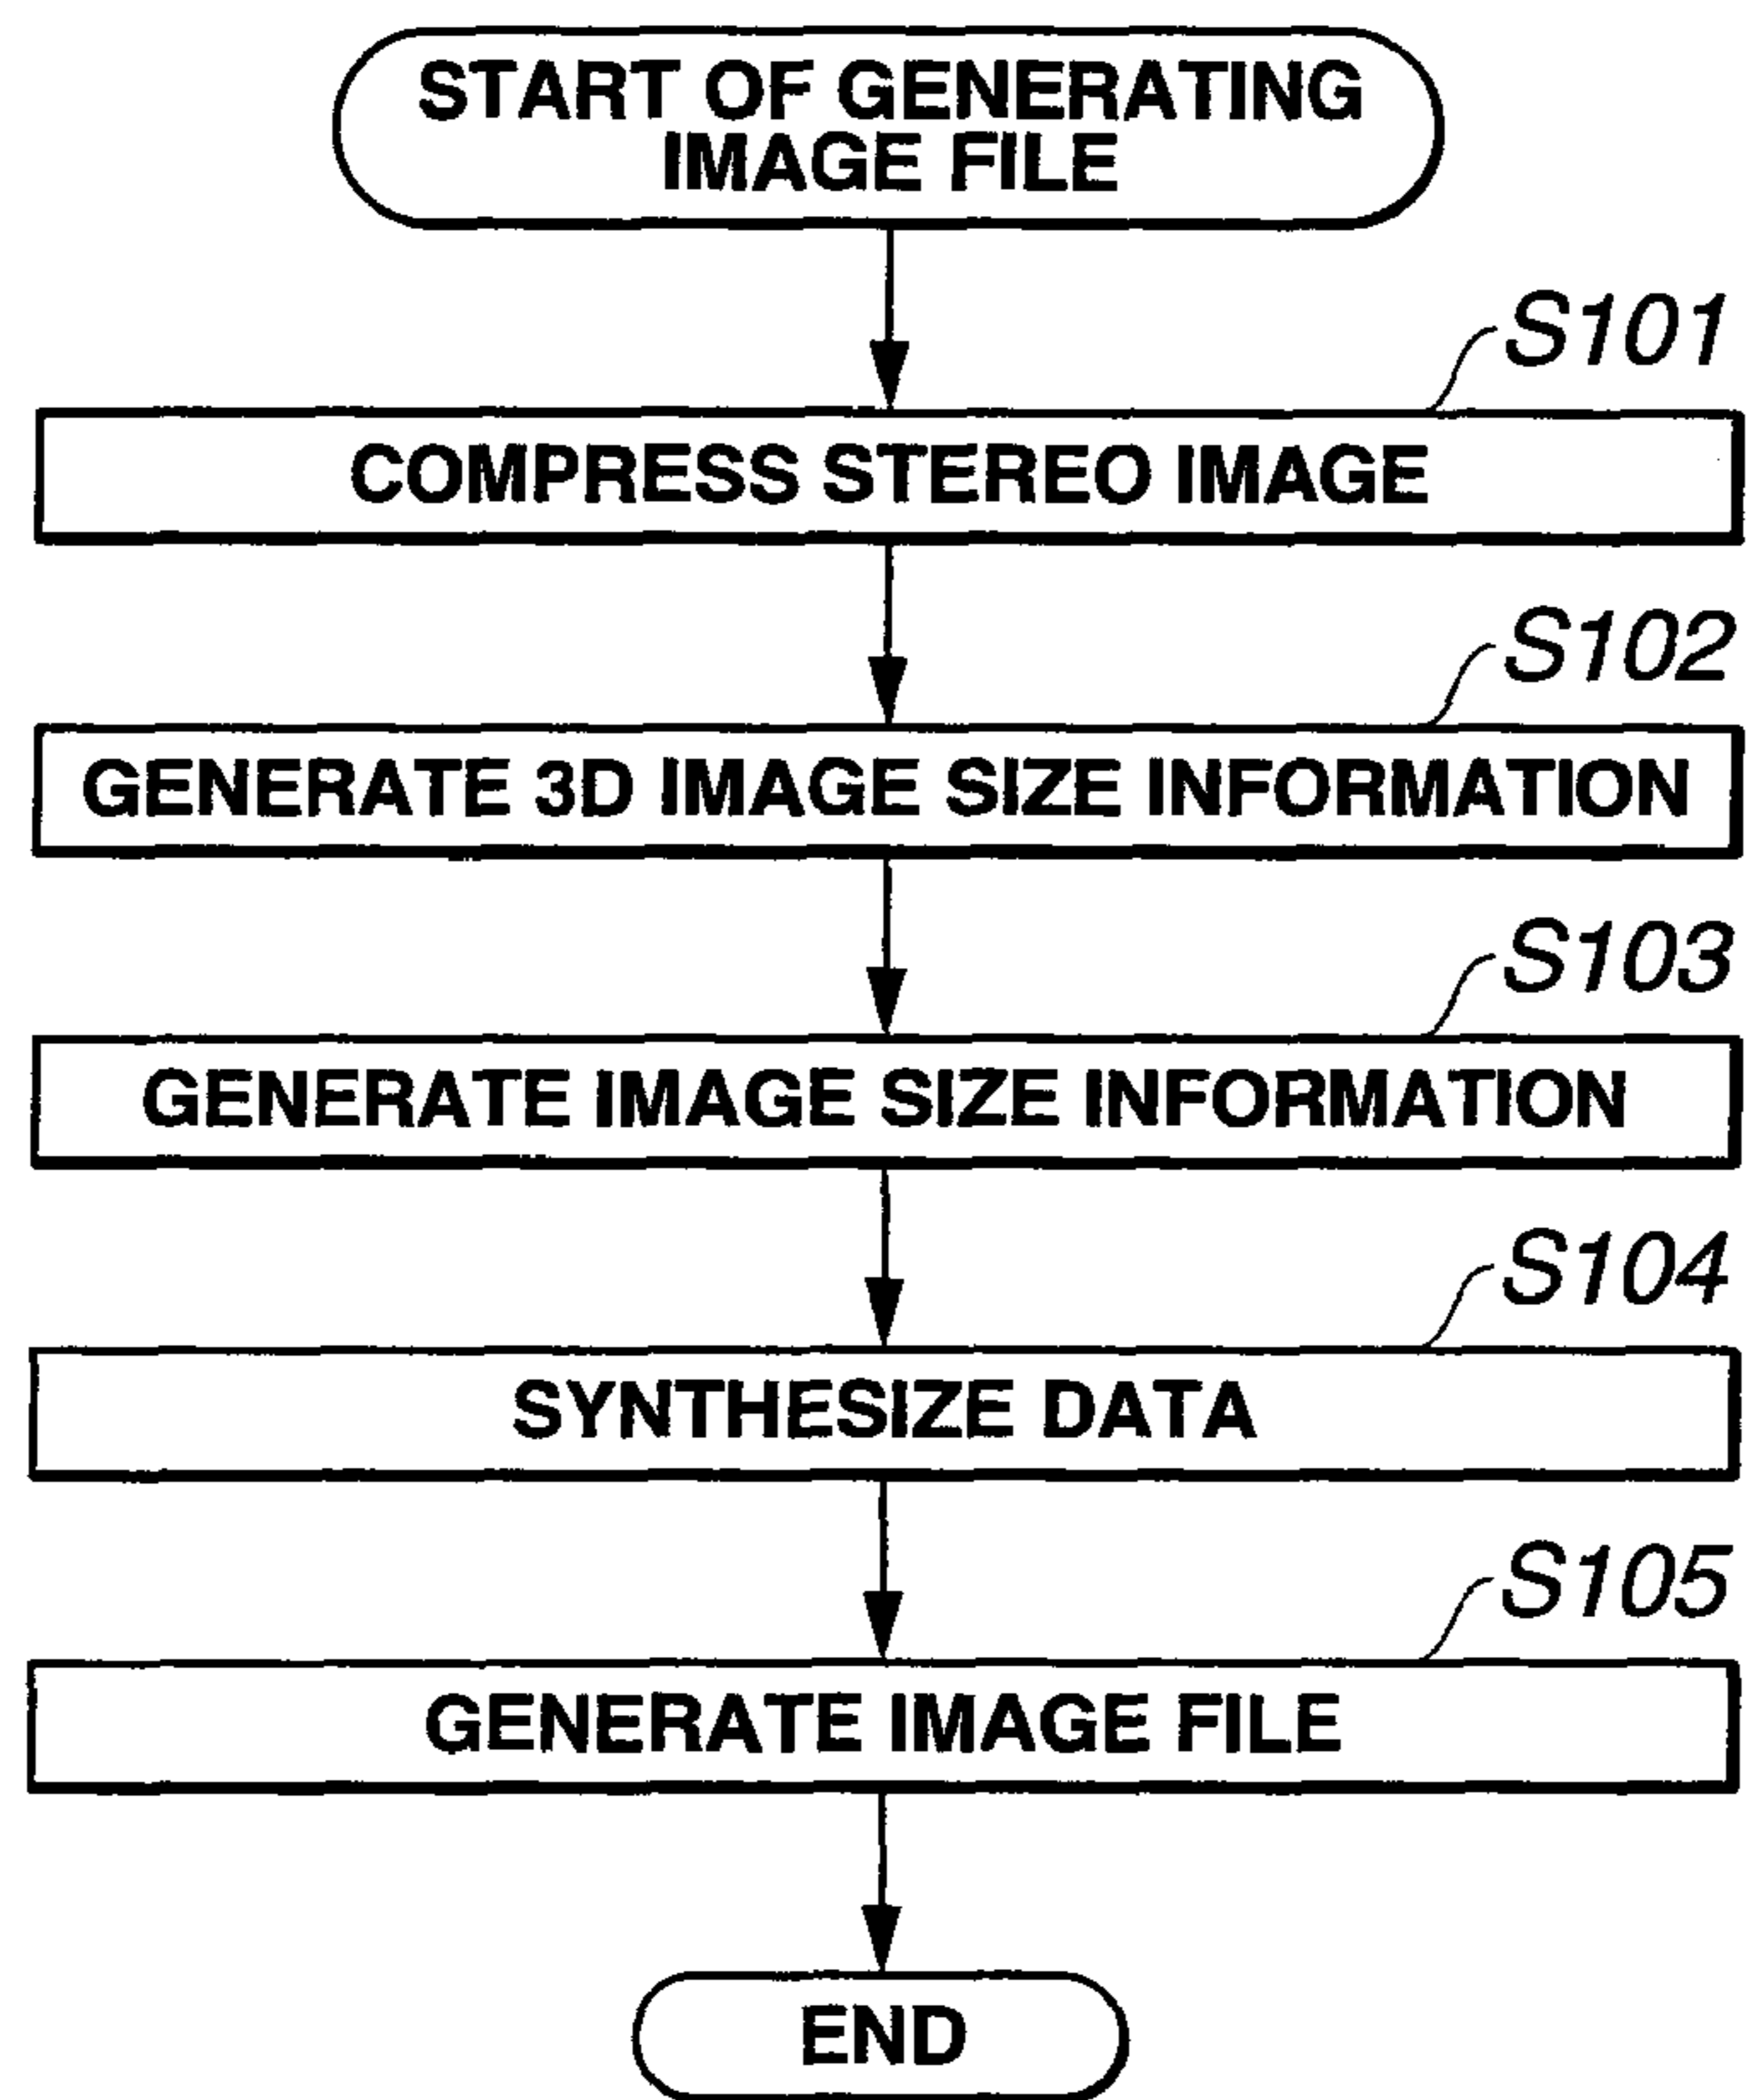 START OF GENERATING
IMAGE FILE
S101
COMPRESS STEREO IMAGE
S102
GENERATE 3D IMAGE SIZE INFORMATION
S103
GENERATE IMAGE SIZE INFORMATION
S104
SYNTHESIZE DATA
S105
GENERATE IMAGE FILE
END